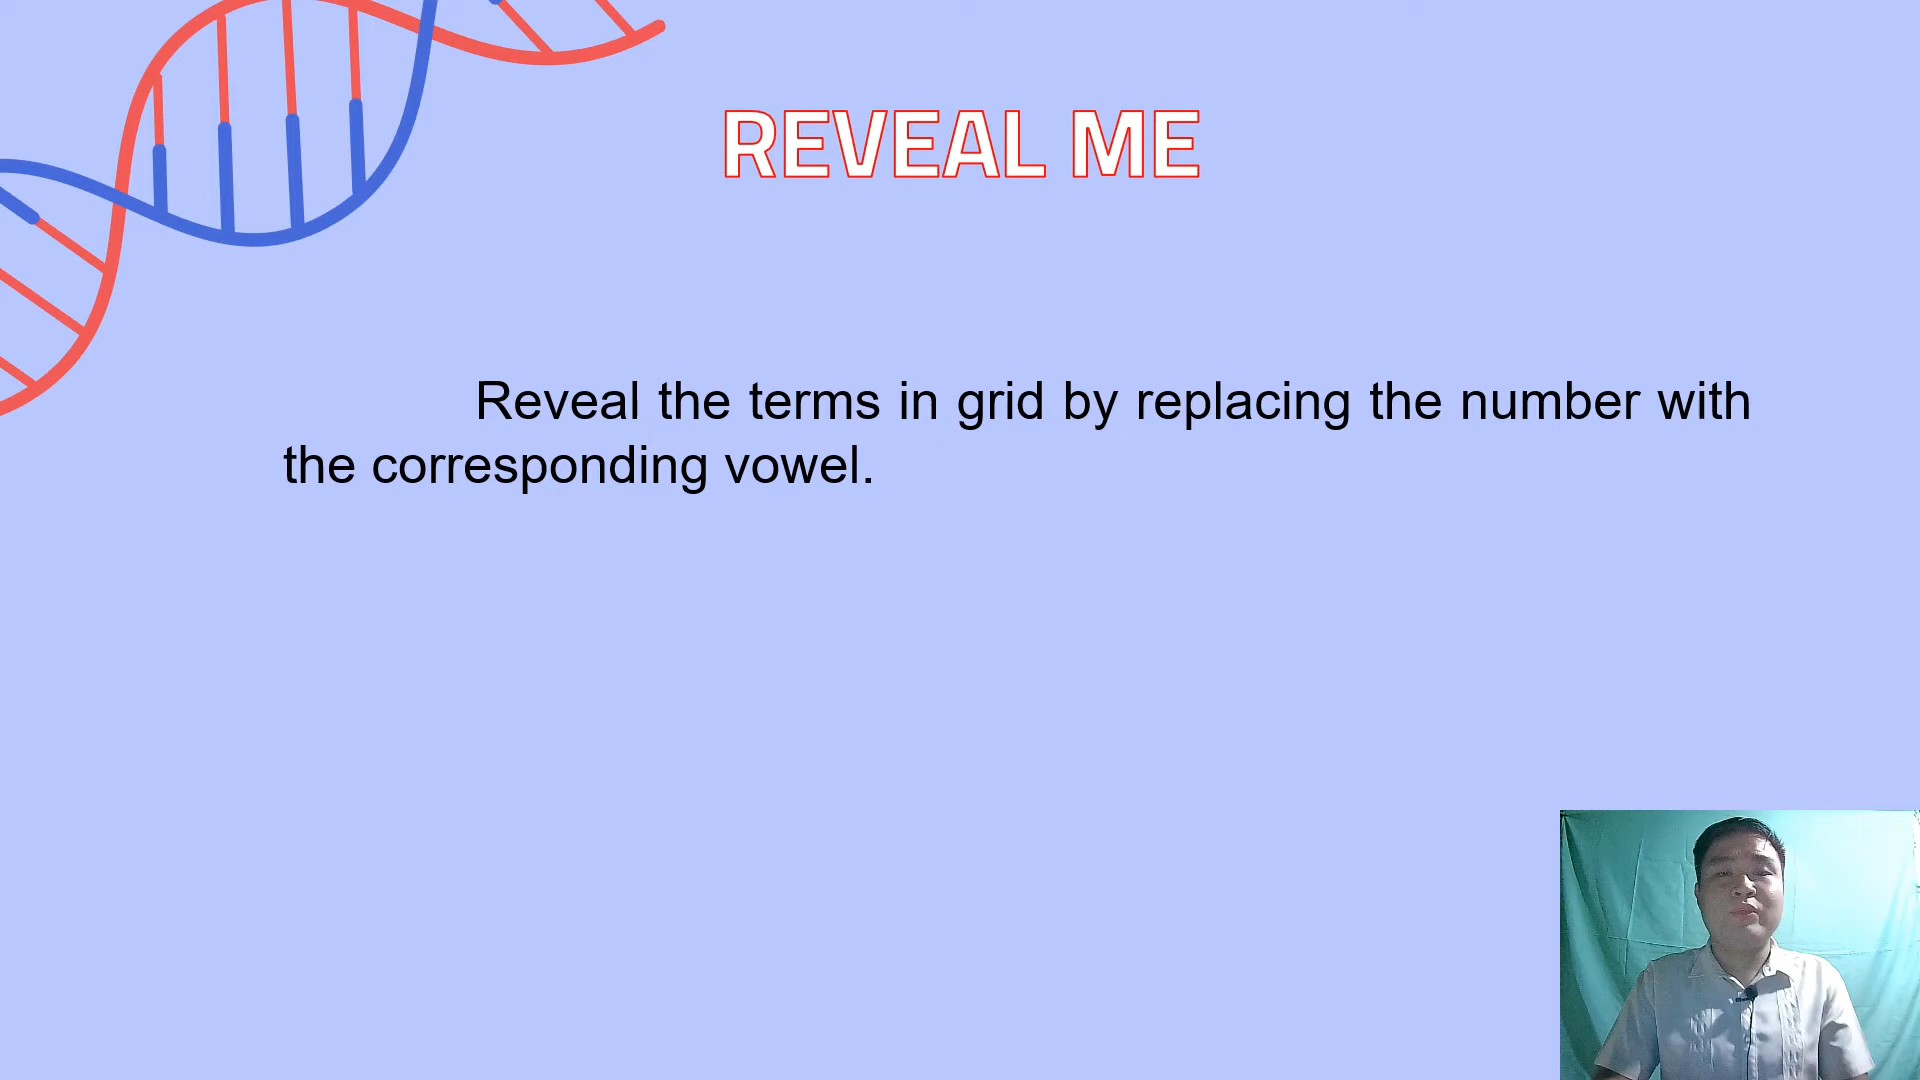 REVEAL ME
Reveal the terms in grid by replacing the number with
the corresponding vowel.